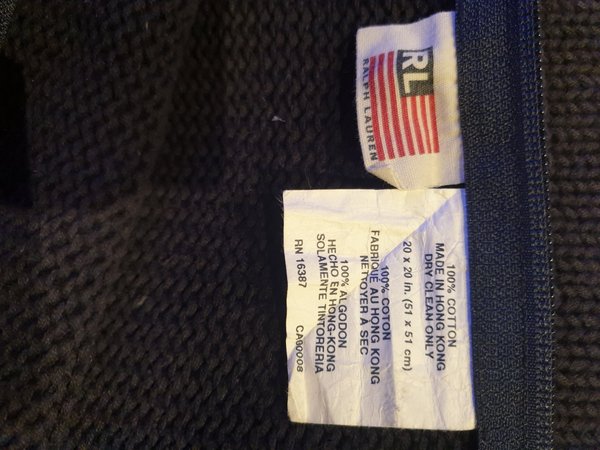 RL
RALPH LAUREN
100% COTTON
MADE IN HONG KONG
DRY CLEAN ONLY
20 x 20 in. (51 x 51 cm)
100% COTON
FABRIQUÉ AU HONG KONG
NETTOYER À SEC
100% ALGODON
HECHO EN HONG-KONG
SOLAMENTE TINTORERIA
RN 16387 CA00008